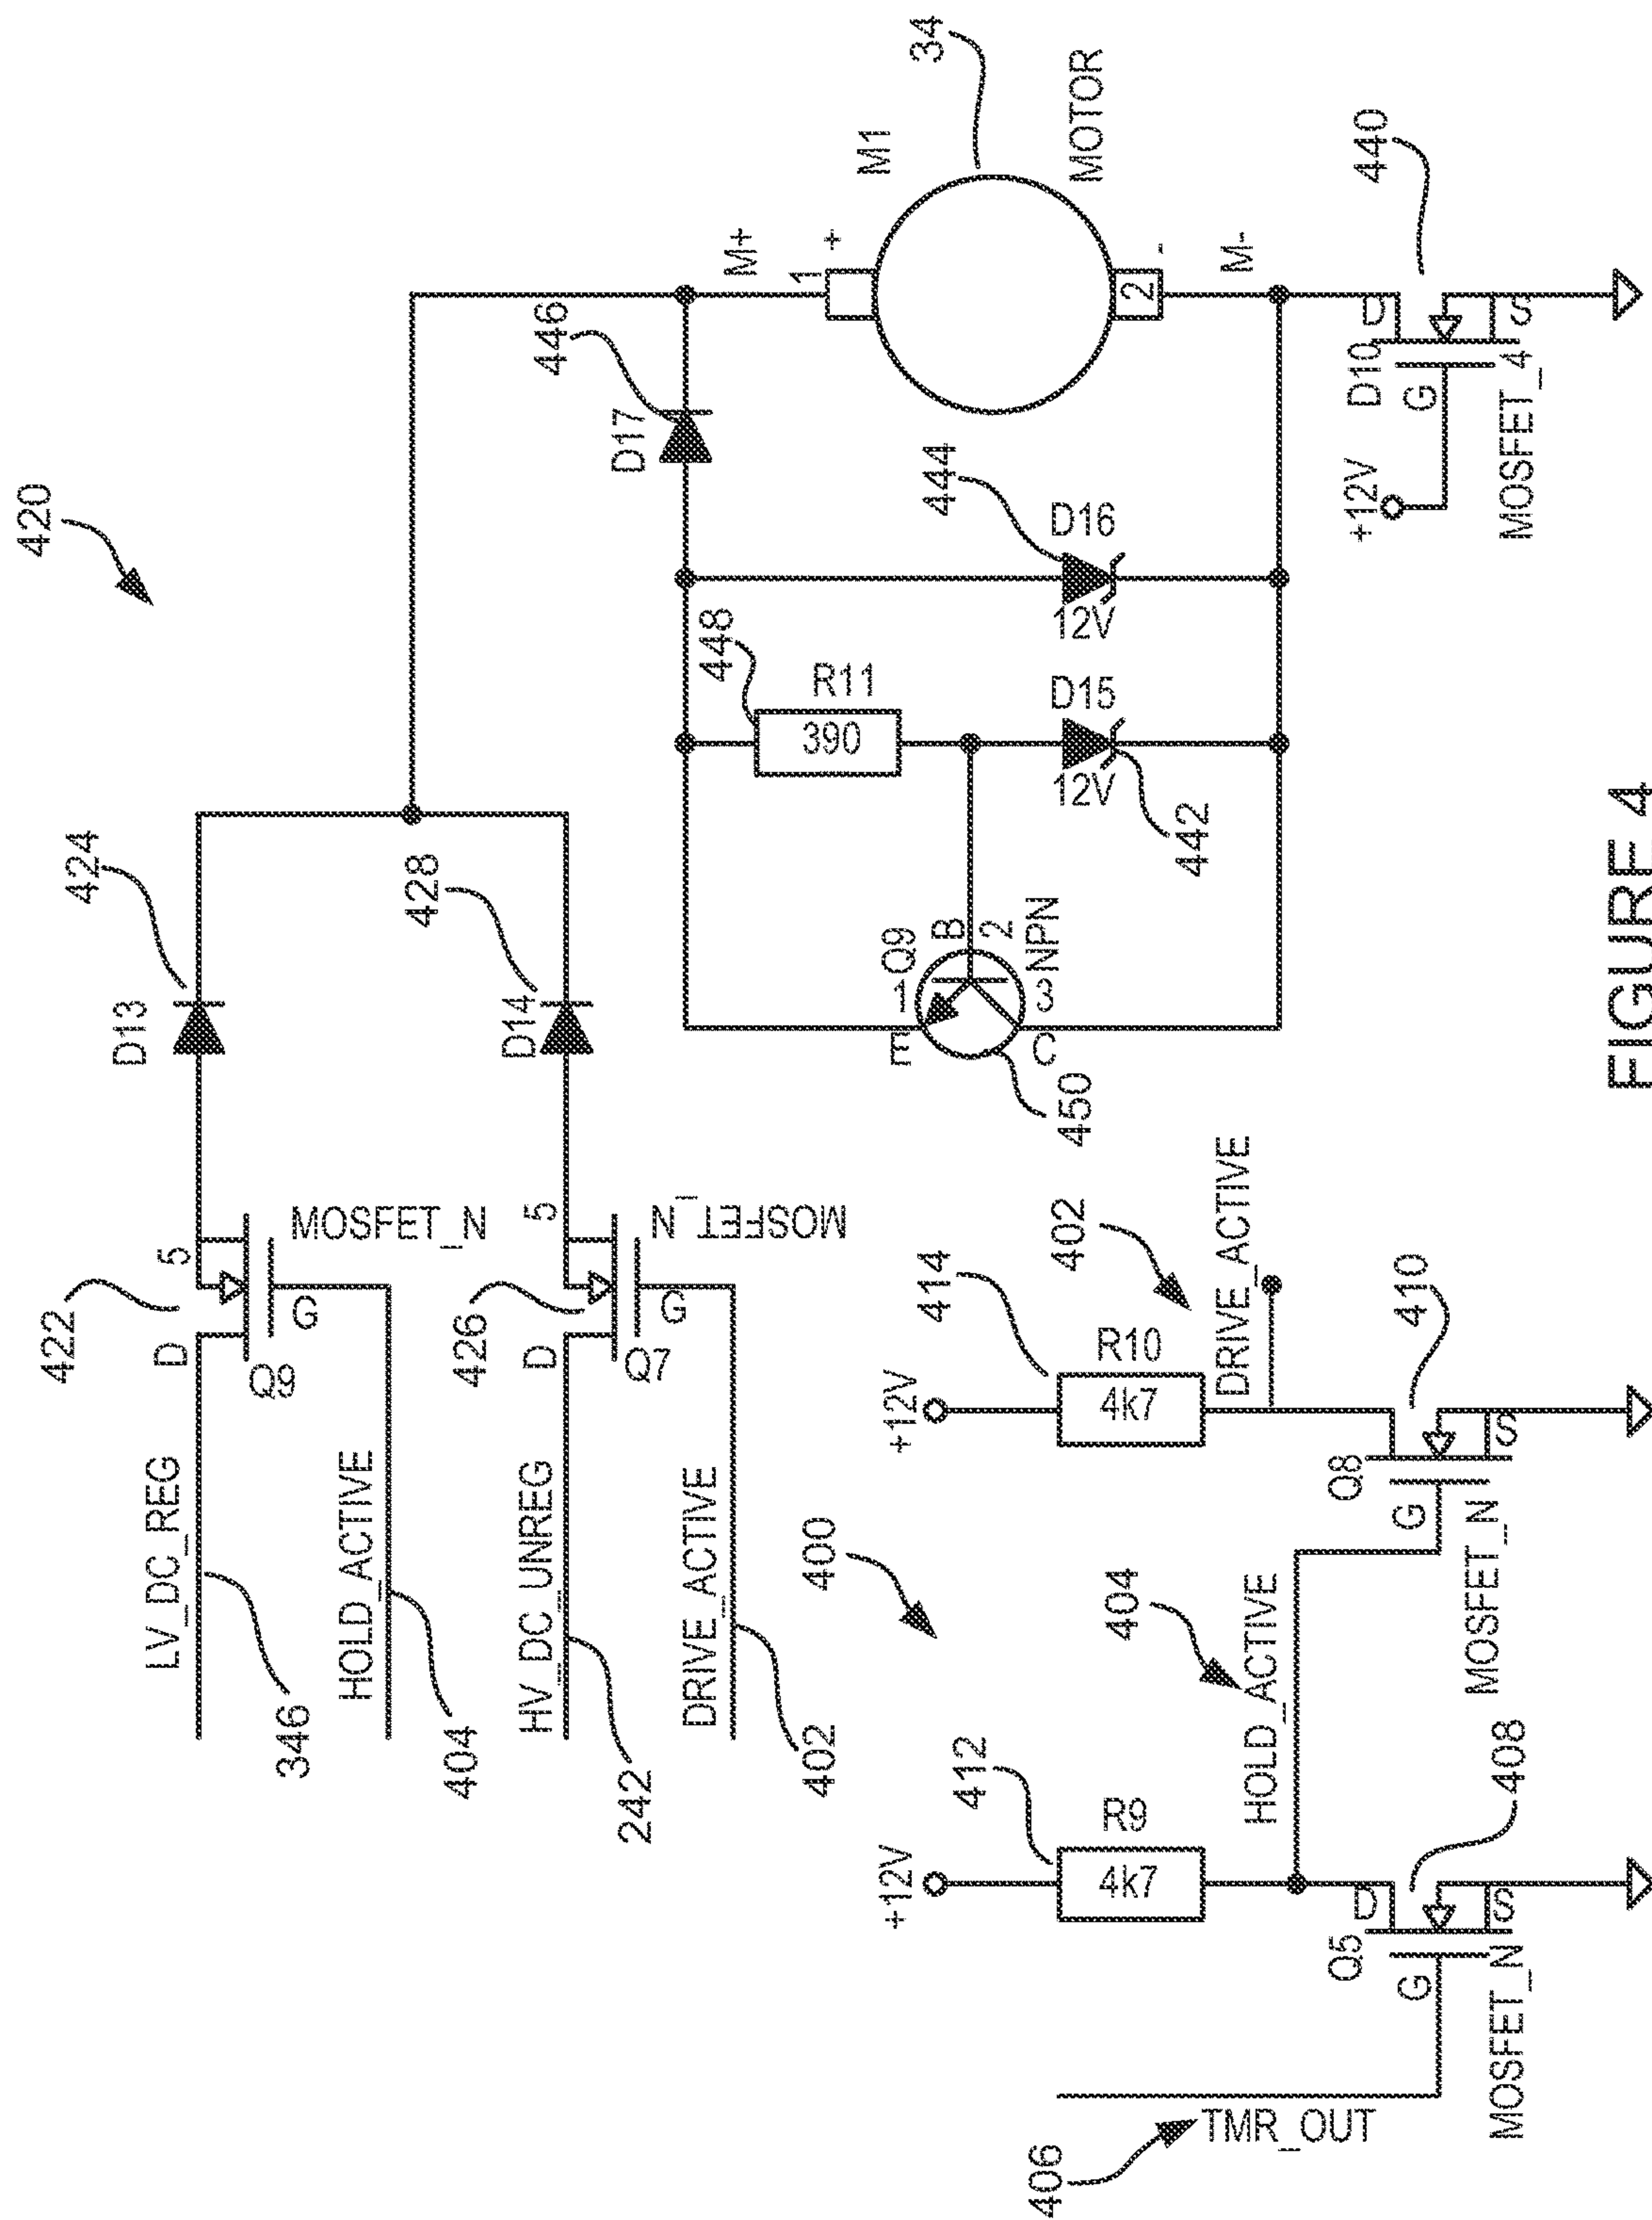 420
422
D
5
Q9
G
MOSFET_N
D13
424
LV_DC_REG
346
HOLD_ACTIVE
404
426
D
5
Q7
G
MOSFET_N
D14
428
HV_DC_UNREG
242
DRIVE_ACTIVE
402
D17
446
M+
1
+
M1
34
MOTOR
2
-
M-
448
R11
390
D16
12V
444
D15
12V
442
Q9
1
E
B
2
NPN
3
C
450
D10
D
G
S
+12V
MOSFET_4
440
400
+12V
412
R9
4k7
HOLD_ACTIVE
404
Q5
D
G
S
408
MOSFET_N
406
TMR_OUT
+12V
414
R10
4k7
402
DRIVE_ACTIVE
Q8
G
S
410
MOSFET_N
FIGURE 4